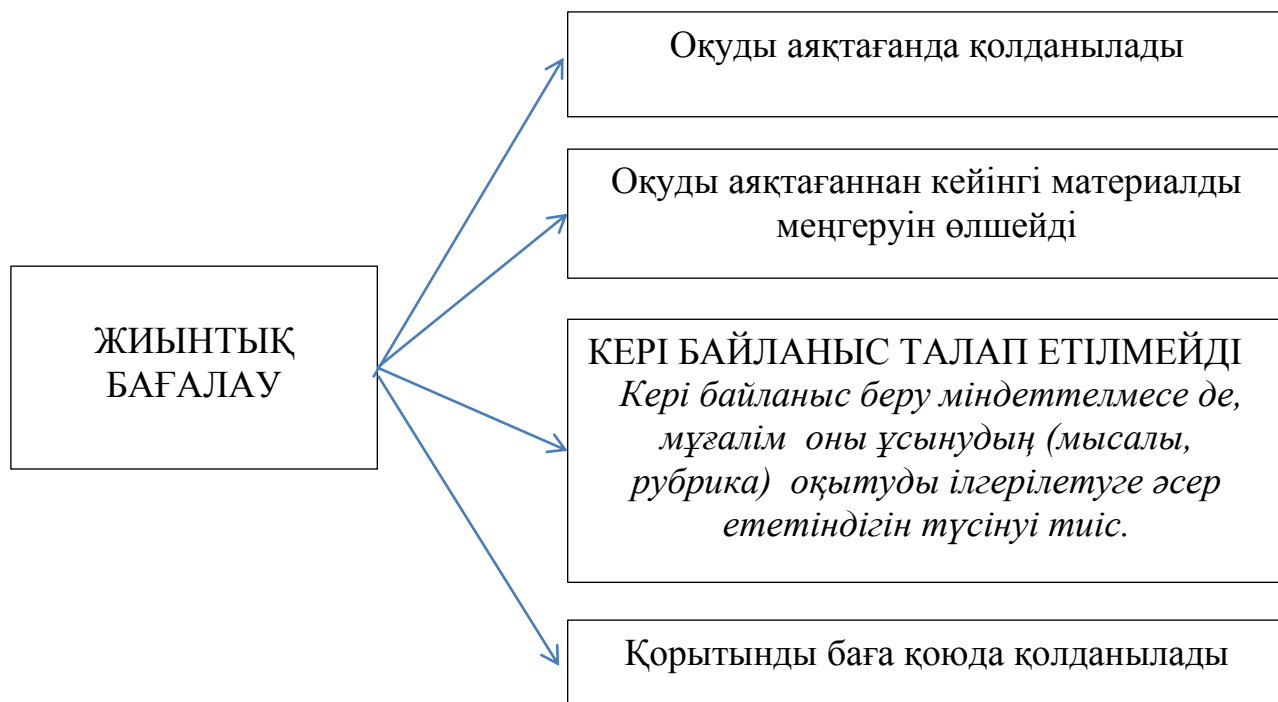 Оқуды аяқтағанда қолданылады
Оқуды аяқтағаннан кейінгі материалды
меңгеруін өлшейді
ЖИЫНТЫҚ
БАҒАЛАУ
КЕРІ БАЙЛАНЫС ТАЛАП ЕТІЛМЕЙДІ
Кері байланыс беру міндеттелмесе де,
мұғалім оны ұсынудың (мысалы,
рубрика) оқытуды ілгерілетуге әсер
ететіндігін түсінуі тиіс.
Қорытынды баға қоюда қолданылады